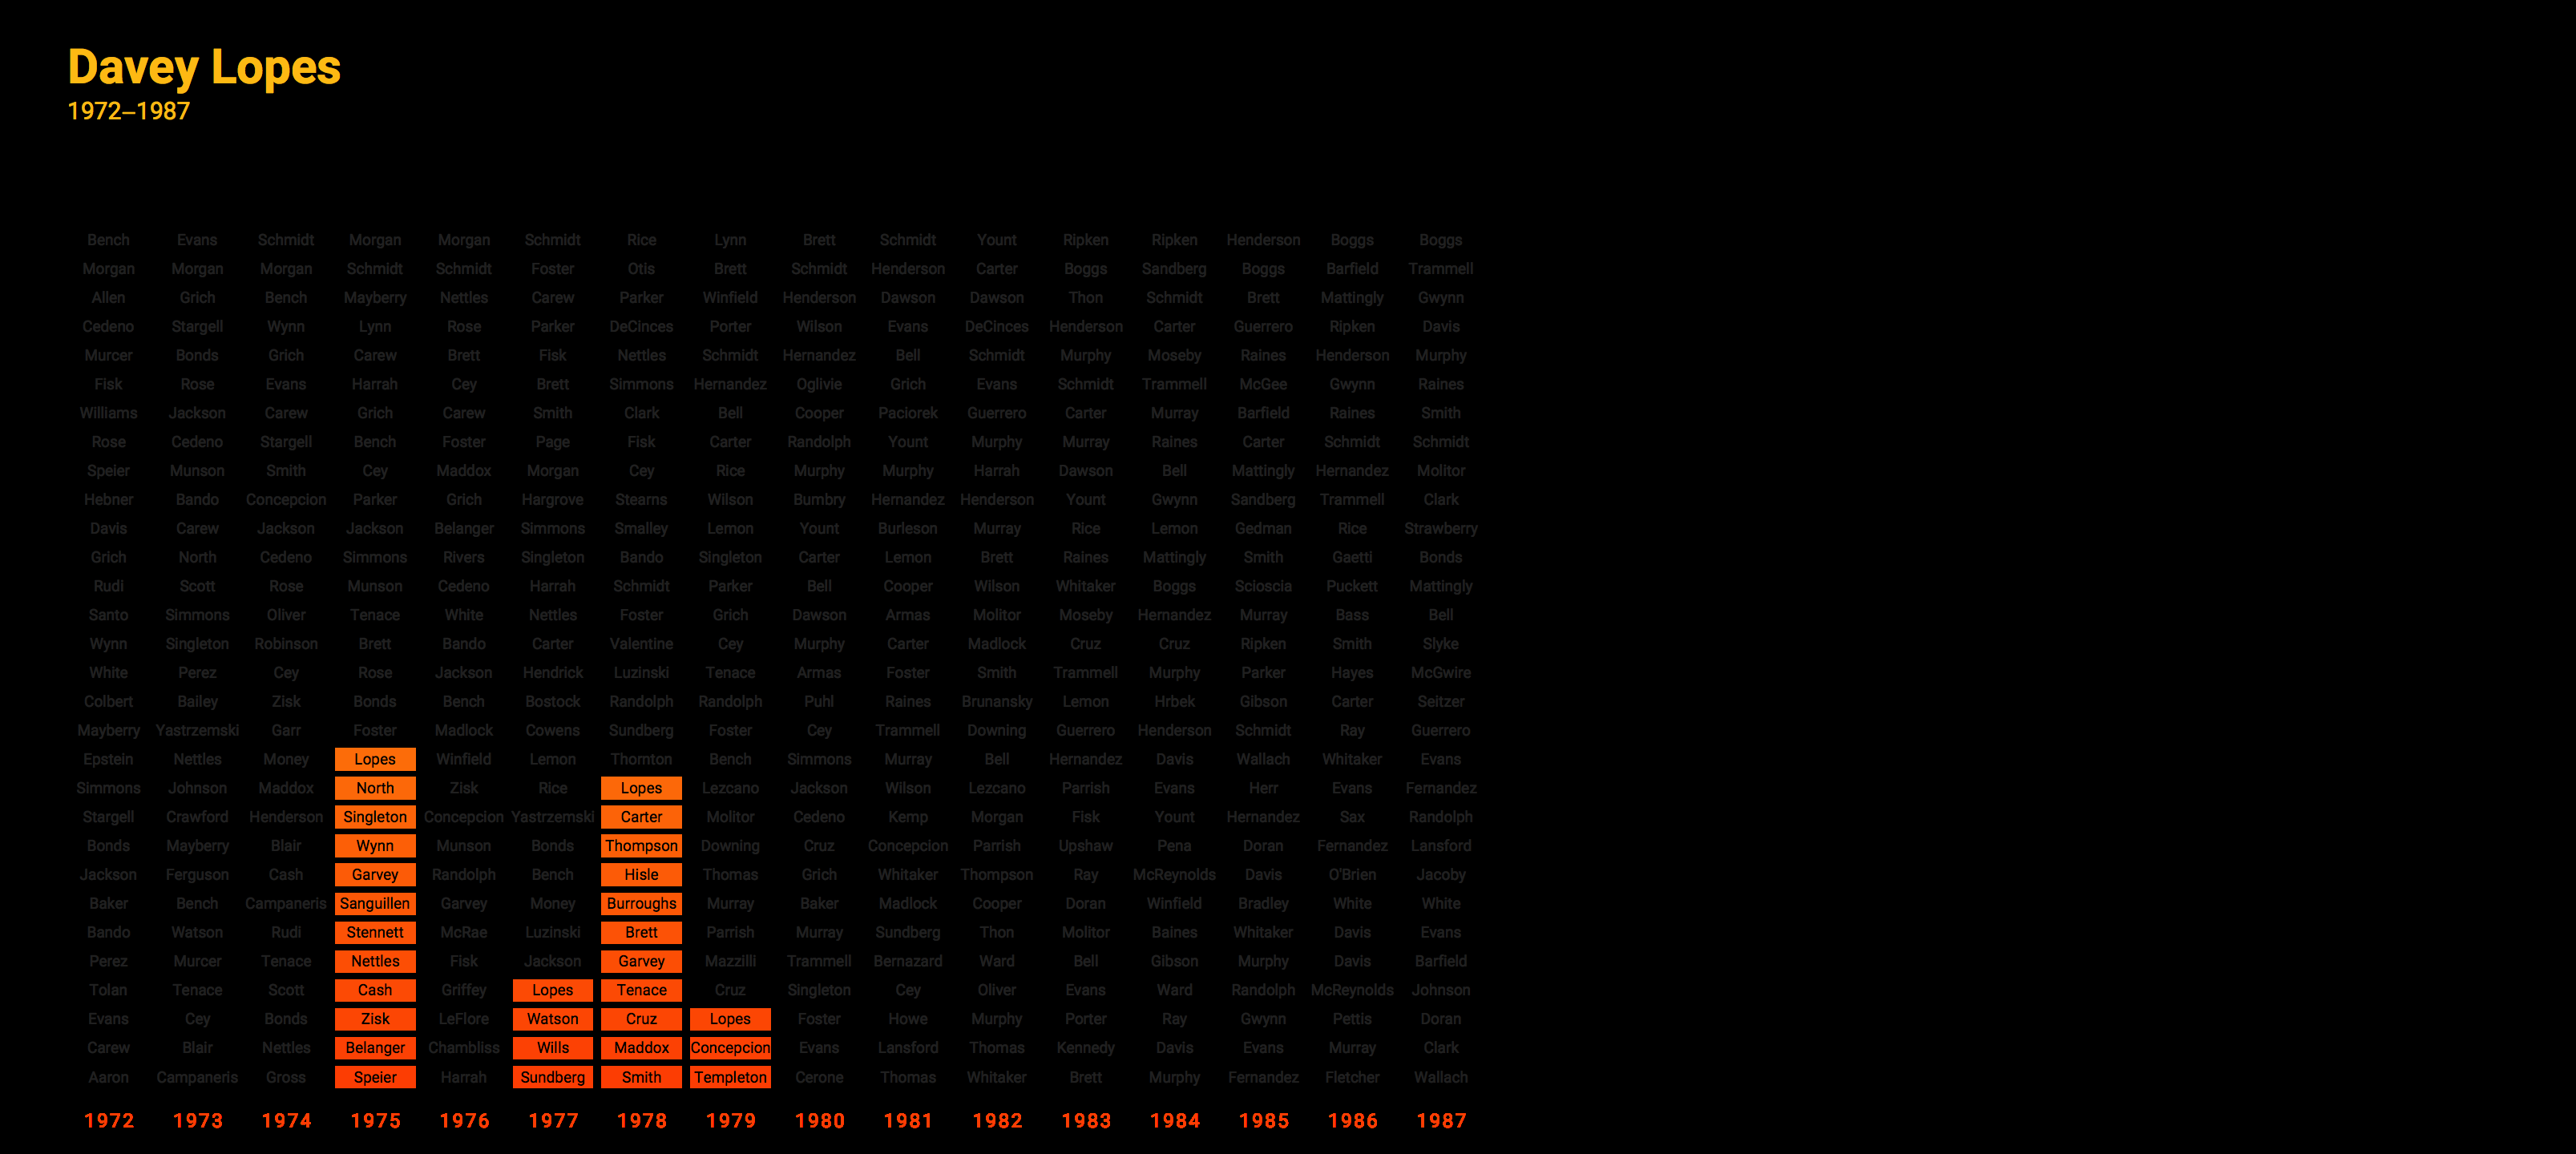 Davey Lopes
1972–1987
Bench Evans Schmidt Morgan Morgan Schmidt Rice Lynn Brett Schmidt Yount Ripken Ripken Henderson Boggs Boggs
Morgan Morgan Morgan Schmidt Schmidt Foster Otis Brett Schmidt Henderson Carter Boggs Sandberg Boggs Barfield Trammell
Allen Grich Bench Mayberry Nettles Carew Parker Winfield Henderson Dawson Dawson Thon Schmidt Brett Mattingly Gwynn
Cedeno Stargell Wynn Lynn Rose Parker DeCinces Porter Wilson Evans DeCinces Henderson Carter Guerrero Ripken Davis
Murcer Bonds Grich Carew Brett Fisk Nettles Schmidt Hernandez Bell Schmidt Murphy Moseby Raines Henderson Murphy
Fisk Rose Evans Harrah Cey Brett Simmons Hernandez Oglivie Grich Evans Schmidt Trammell McGee Gwynn Raines
Williams Jackson Carew Grich Carew Smith Clark Bell Cooper Paciorek Guerrero Carter Murray Barfield Raines Smith
Rose Cedeno Stargell Bench Foster Page Fisk Carter Randolph Yount Murphy Murray Raines Carter Schmidt Schmidt
Speier Munson Smith Cey Maddox Morgan Cey Rice Murphy Murphy Harrah Dawson Bell Mattingly Hernandez Molitor
Hebner Bando Concepcion Parker Grich Hargrove Stearns Wilson Bumbry Hernandez Henderson Yount Gwynn Sandberg Trammell Clark
Davis Carew Jackson Jackson Belanger Simmons Smalley Lemon Yount Burleson Murray Rice Lemon Gedman Rice Strawberry
Grich North Cedeno Simmons Rivers Singleton Bando Singleton Carter Lemon Brett Raines Mattingly Smith Gaetti Bonds
Rudi Scott Rose Munson Cedeno Harrah Schmidt Parker Bell Cooper Wilson Whitaker Boggs Scioscia Puckett Mattingly
Santo Simmons Oliver Tenace White Nettles Foster Grich Dawson Armas Molitor Moseby Hernandez Murray Bass Bell
Wynn Singleton Robinson Brett Bando Carter Valentine Cey Murphy Carter Madlock Cruz Cruz Ripken Smith Slyke
White Perez Cey Rose Jackson Hendrick Luzinski Tenace Armas Foster Smith Trammell Murphy Parker Hayes McGwire
Colbert Bailey Zisk Bonds Bench Bostock Randolph Randolph Puhl Raines Brunansky Lemon Hrbek Gibson Carter Seitzer
Mayberry Yastrzemski Garr Foster Madlock Cowens Sundberg Foster Cey Trammell Downing Guerrero Henderson Schmidt Ray Guerrero
Epstein Nettles Money Lopes Winfield Lemon Thornton Bench Simmons Murray Bell Hernandez Davis Wallach Whitaker Evans
Simmons Johnson Maddox North Zisk Rice Lopes Lezcano Jackson Wilson Lezcano Parrish Evans Herr Evans Fernandez
Stargell Crawford Henderson Singleton Concepcion Yastrzemski Carter Molitor Cedeno Kemp Morgan Fisk Yount Hernandez Sax Randolph
Bonds Mayberry Blair Wynn Munson Bonds Thompson Downing Cruz Concepcion Parrish Upshaw Pena Doran Fernandez Lansford
Jackson Ferguson Cash Garvey Randolph Bench Hisle Thomas Grich Whitaker Thompson Ray McReynolds Davis O'Brien Jacoby
Baker Bench Campaneris Sanguillen Garvey Money Burroughs Murray Baker Madlock Cooper Doran Winfield Bradley White White
Bando Watson Rudi Stennett McRae Luzinski Brett Parrish Murray Sundberg Thon Molitor Baines Whitaker Davis Evans
Perez Murcer Tenace Nettles Fisk Jackson Garvey Mazzilli Trammell Bernazard Ward Bell Gibson Murphy Davis Barfield
Tolan Tenace Scott Cash Griffey Lopes Tenace Cruz Singleton Cey Oliver Evans Ward Randolph McReynolds Johnson
Evans Cey Bonds Zisk LeFlore Watson Cruz Lopes Foster Howe Murphy Porter Ray Gwynn Pettis Doran
Carew Blair Nettles Belanger Chambliss Wills Maddox Concepcion Evans Lansford Thomas Kennedy Davis Evans Murray Clark
Aaron Campaneris Gross Speier Harrah Sundberg Smith Templeton Cerone Thomas Whitaker Brett Murphy Fernandez Fletcher Wallach
1972 1973 1974 1975 1976 1977 1978 1979 1980 1981 1982 1983 1984 1985 1986 1987